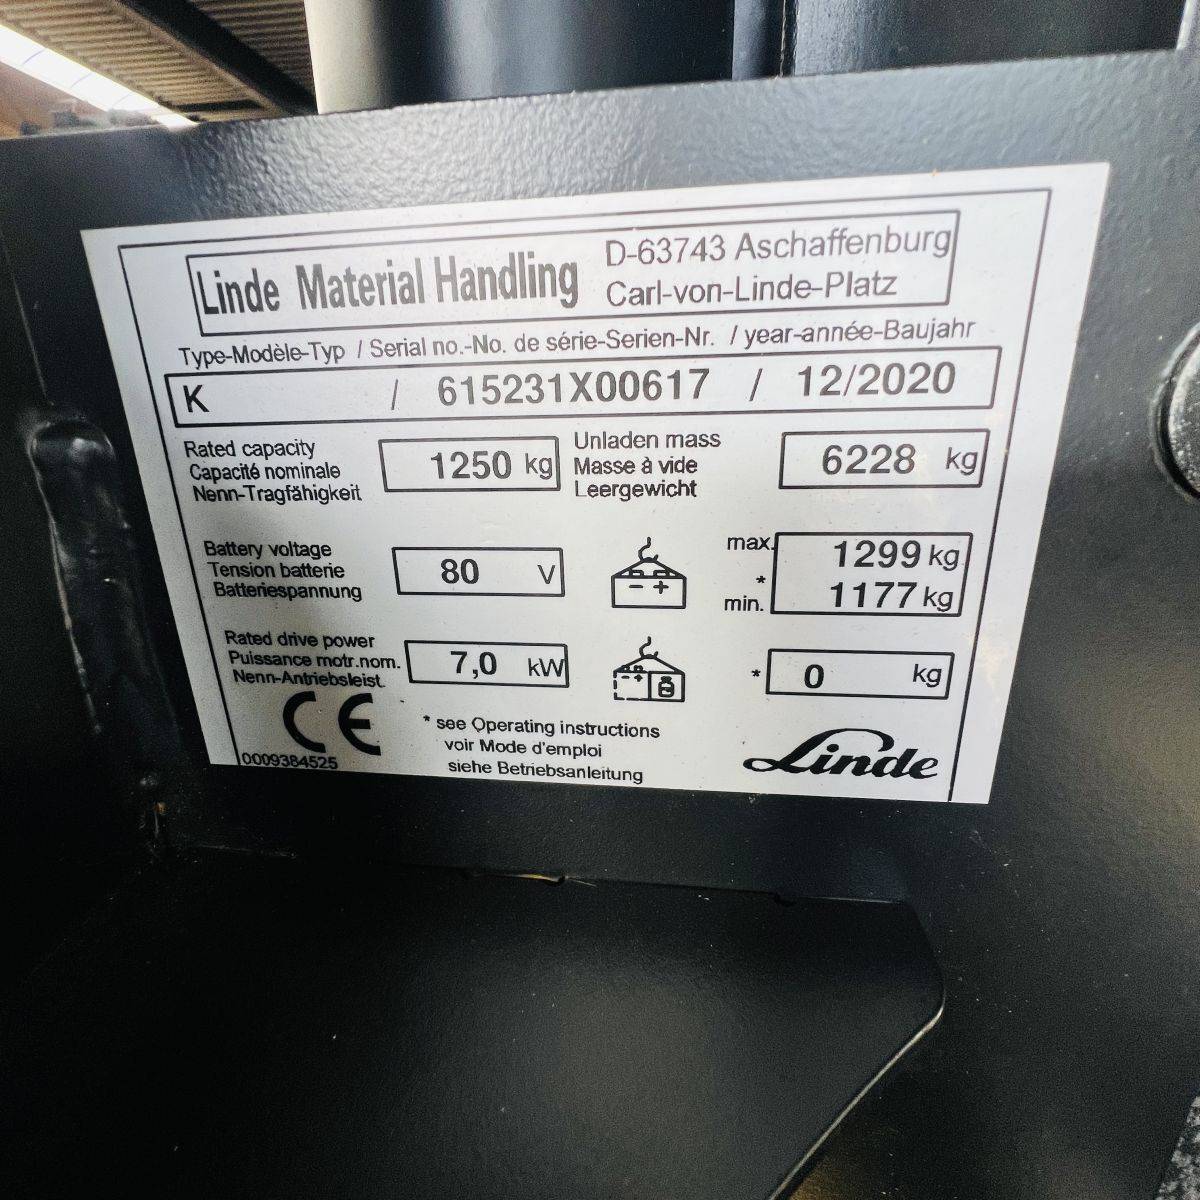 Linde Material Handling
D-63743 Aschaffenburg
Carl-von-Linde-Platz
Type-Modèle-Typ / Serial no.-No. de série-Serien-Nr. / year-année-Baujahr
K / 615231X00617 / 12/2020
Rated capacity
Capacité nominale
Nenn-Tragfähigkeit
1250 kg
Unladen mass
Masse à vide
Leergewicht
6228 kg
Battery voltage
Tension batterie
Batteriespannung
80 V
- +
max.
*
min.
1299 kg
1177 kg
Rated drive power
Puissance motr.nom.
Nenn-Antriebsleist.
7,0 kW
- +
* 0 kg
CE
0009384525
* see Operating instructions
voir Mode d'emploi
siehe Betriebsanleitung
Linde